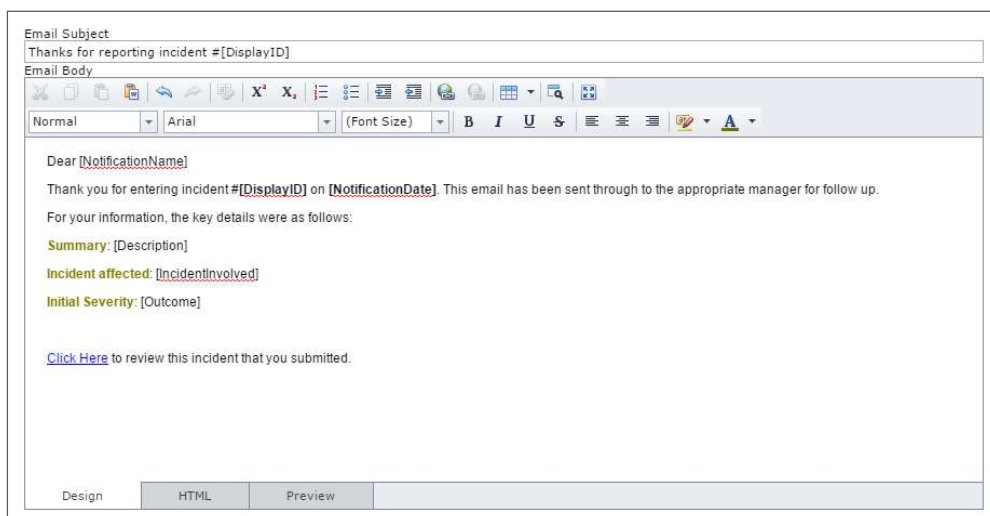 Email Subject
Thanks for reporting incident #[DisplayID]
Email Body
Normal Arial (Font Size) B I U S A
Dear [NotificationName]
Thank you for entering incident #[DisplayID] on [NotificationDate]. This email has been sent through to the appropriate manager for follow up.
For your information, the key details were as follows:
Summary: [Description]
Incident affected: [IncidentInvolved]
Initial Severity: [Outcome]
Click Here to review this incident that you submitted.
Design HTML Preview